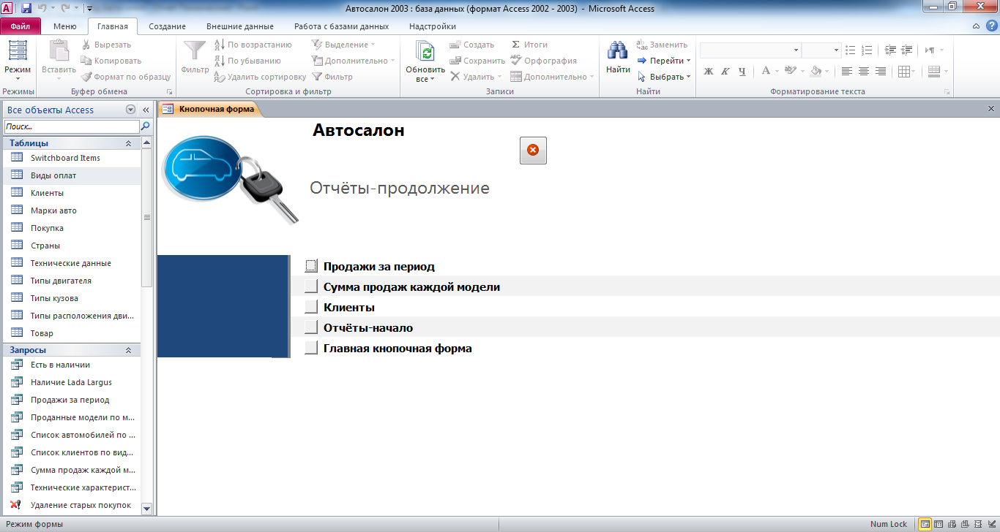 Автосалон 2003 : база данных (формат Access 2002 - 2003) - Microsoft Access
Файл Меню Главная Создание Внешние данные Работа с базами данных Надстройки
Режим
Режимы
Вставить
Вырезать
Копировать
Формат по образцу
Буфер обмена
Фильтр
По возрастанию
По убыванию
Удалить сортировку
Выделение
Дополнительно
Фильтр
Сортировка и фильтр
Обновить
все
Создать
Сохранить
Удалить
Итоги
Орфография
Дополнительно
Записи
Найти
Заменить
Перейти
Выбрать
Найти
Ж К Ч
Форматирование текста
Все объекты Access
Поиск...
Таблицы
Switchboard Items
Виды оплат
Клиенты
Марки авто
Покупка
Страны
Технические данные
Типы двигателя
Типы кузова
Типы расположения дви...
Товар
Запросы
Есть в наличии
Наличие Lada Largus
Продажи за период
Проданные модели по м...
Список автомобилей по ...
Список клиентов по вид...
Сумма продаж каждой м...
Технические характерист...
Удаление старых покупок
Кнопочная форма
Автосалон
Отчёты-продолжение
Продажи за период
Сумма продаж каждой модели
Клиенты
Отчёты-начало
Главная кнопочная форма
Режим формы
Num Lock